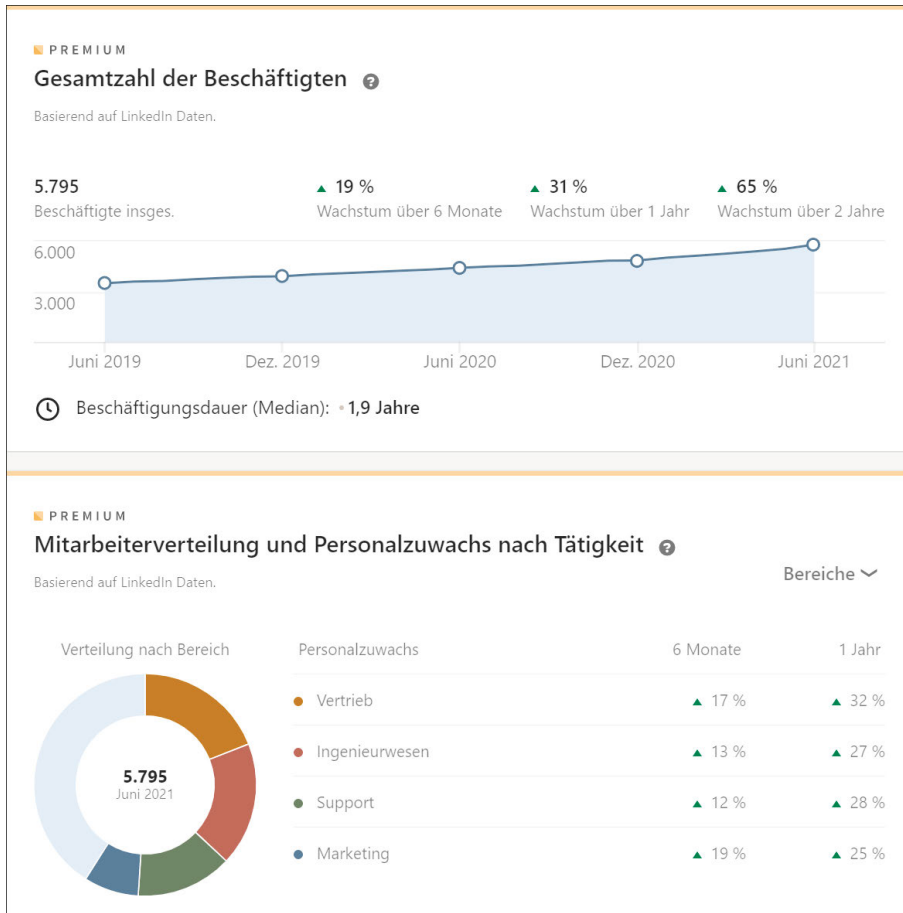 PREMIUM
Gesamtzahl der Beschäftigten ?
Basierend auf LinkedIn Daten.
5.795 ▲ 19 % ▲ 31 % ▲ 65 %
Beschäftigte insges. Wachstum über 6 Monate Wachstum über 1 Jahr Wachstum über 2 Jahre
6.000
3.000
Juni 2019 Dez. 2019 Juni 2020 Dez. 2020 Juni 2021
Beschäftigungsdauer (Median): • 1,9 Jahre
PREMIUM
Mitarbeiterverteilung und Personalzuwachs nach Tätigkeit ?
Basierend auf LinkedIn Daten.
Bereiche
Verteilung nach Bereich
5.795
Juni 2021
Personalzuwachs 6 Monate 1 Jahr
Vertrieb ▲ 17 % ▲ 32 %
Ingenieurwesen ▲ 13 % ▲ 27 %
Support ▲ 12 % ▲ 28 %
Marketing ▲ 19 % ▲ 25 %